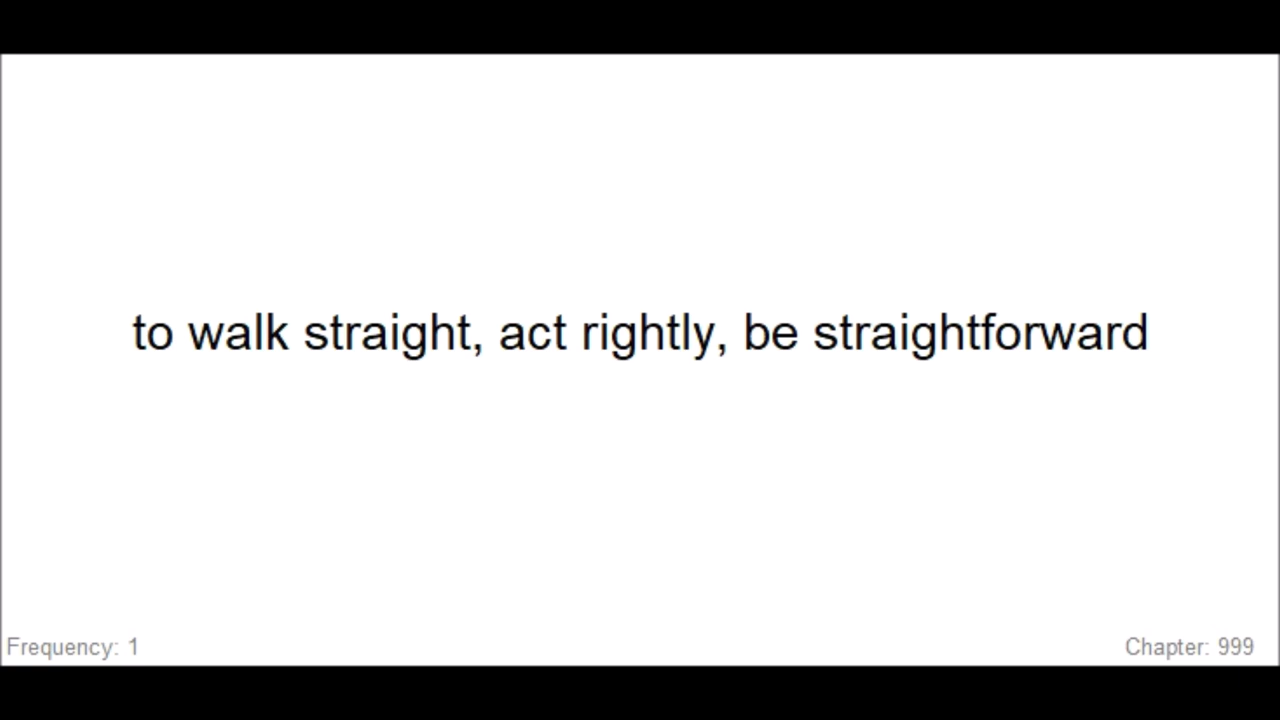 to walk straight, act rightly, be straightforward
Frequency: 1
Chapter: 999